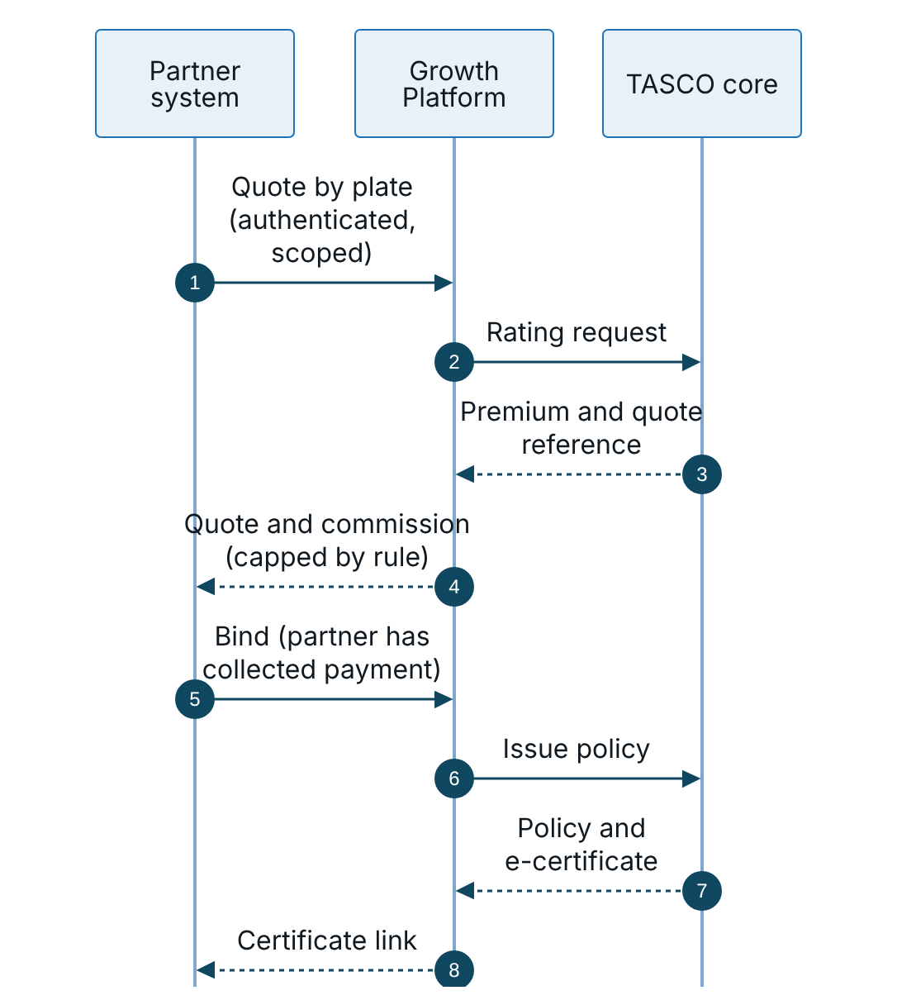 Partner
system
Growth
Platform
TASCO core
Quote by plate
(authenticated,
scoped)
1
Rating request
2
Premium and quote
reference
3
Quote and commission
(capped by rule)
4
Bind (partner has
collected payment)
5
Issue policy
6
Policy and
e-certificate
7
Certificate link
8